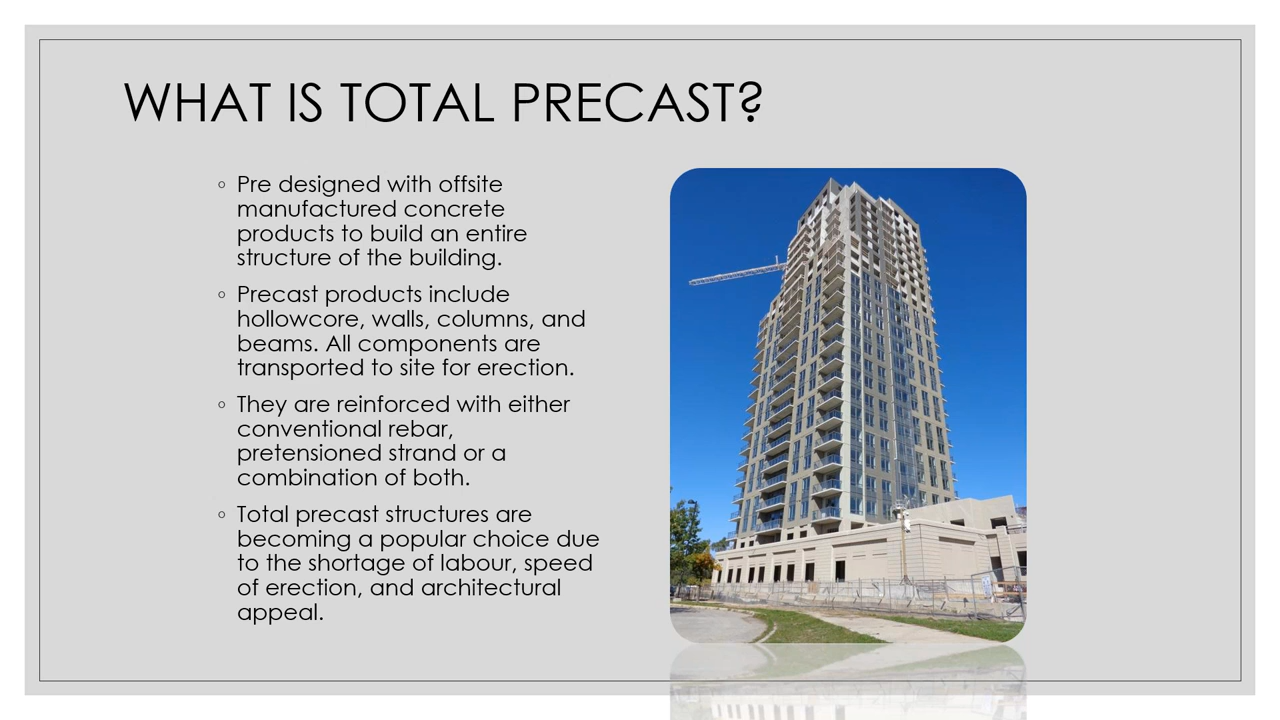 WHAT IS TOTAL PRECAST?
◦ Pre designed with offsite
manufactured concrete
products to build an entire
structure of the building.
◦ Precast products include
hollowcore, walls, columns, and
beams. All components are
transported to site for erection.
◦ They are reinforced with either
conventional rebar,
pretensioned strand or a
combination of both.
◦ Total precast structures are
becoming a popular choice due
to the shortage of labour, speed
of erection, and architectural
appeal.